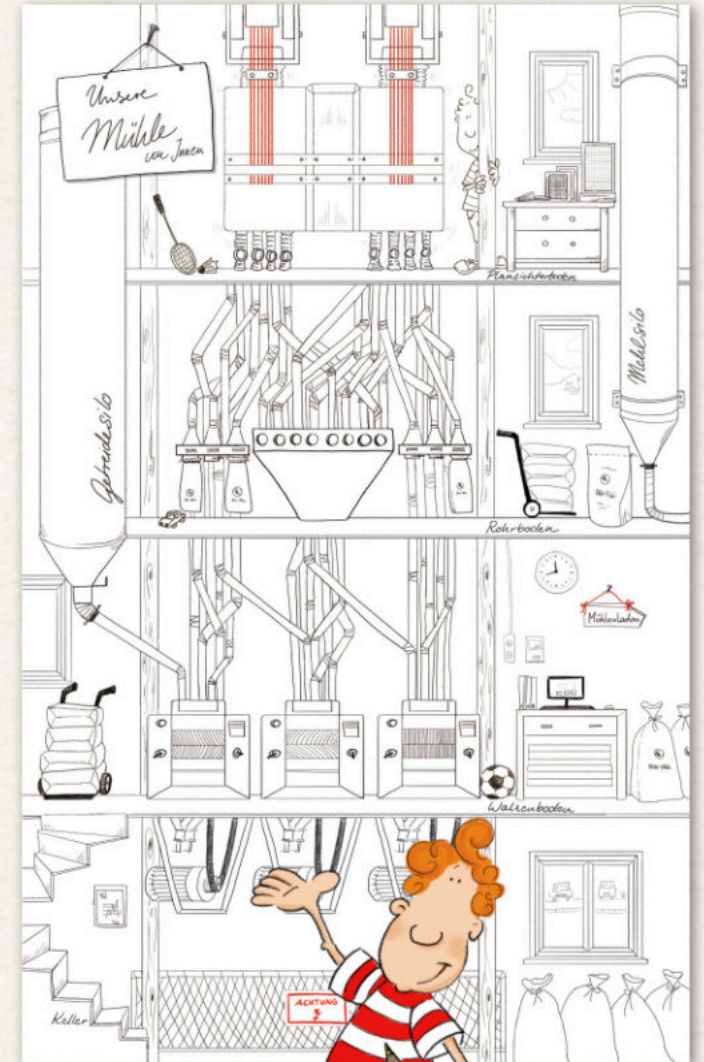 Unsere
Mühle
von Innen
Plansichterboden
Mehlsilo
Getreidesilo
Rohrboden
Mühlenladen
Walzenboden
ACHTUNG
Keller